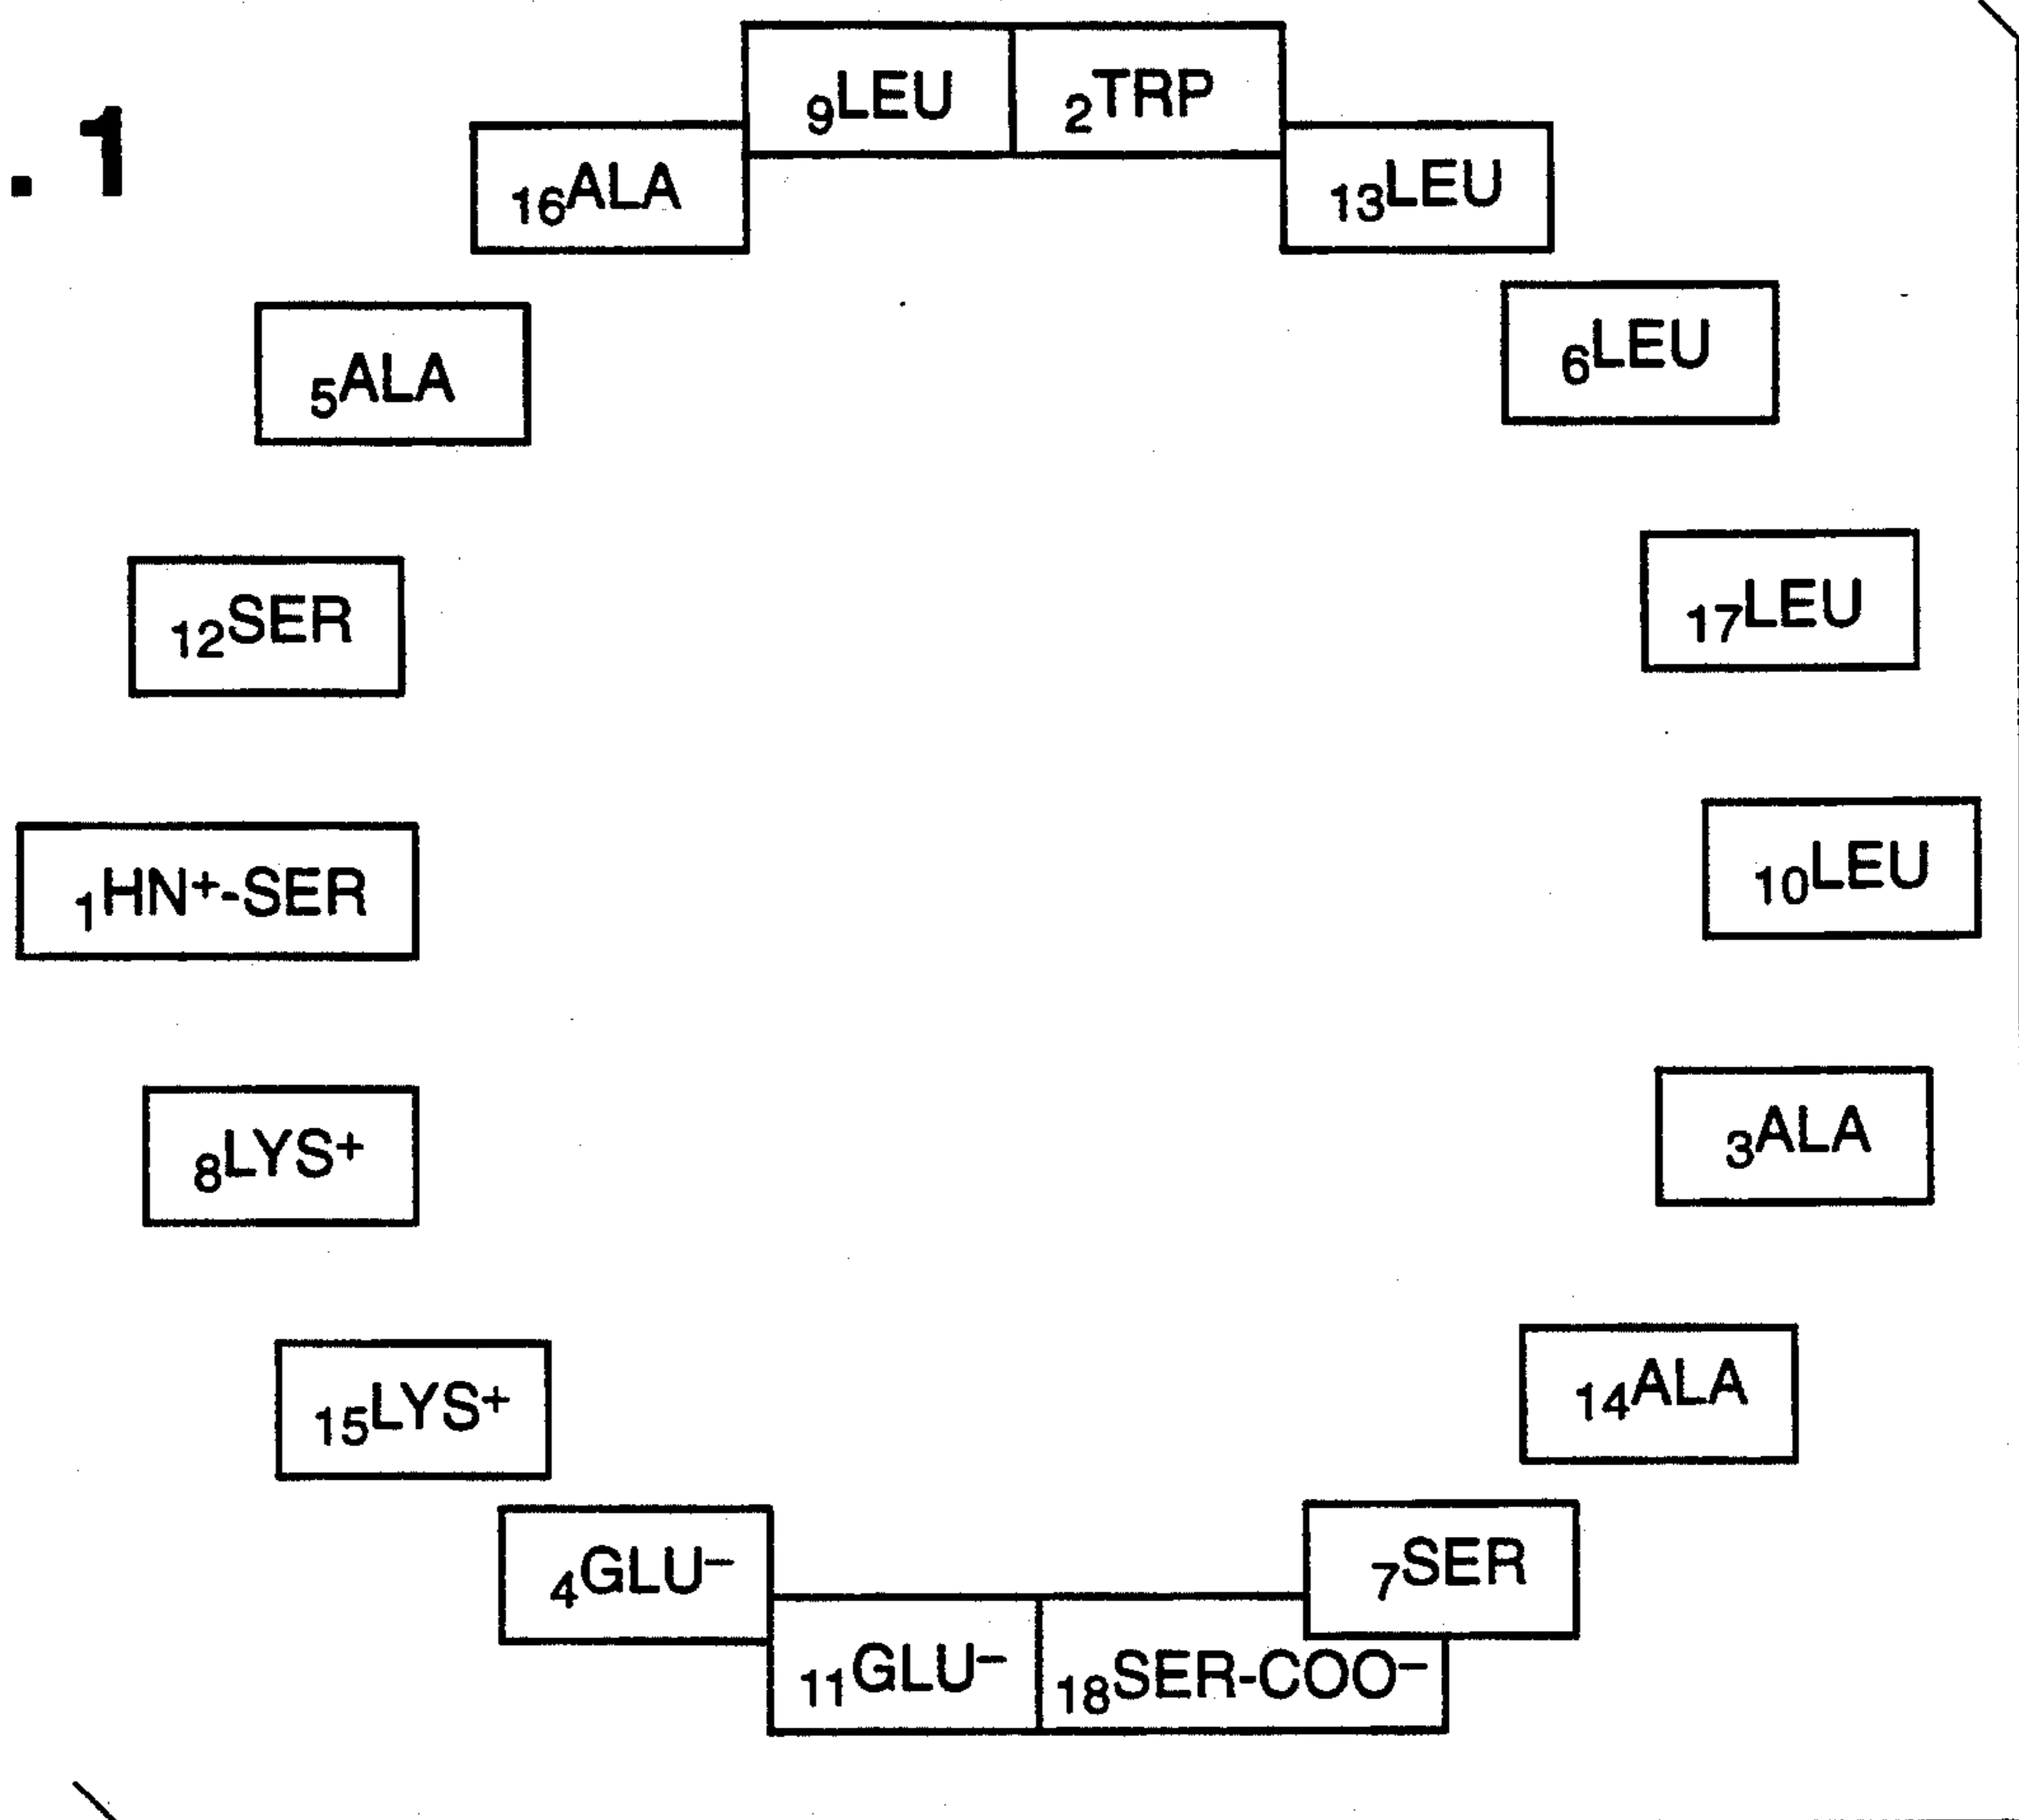 .1
9LEU 2TRP
16ALA 13LEU
5ALA 6LEU
12SER 17LEU
1HN+-SER 10LEU
8LYS+ 3ALA
15LYS+ 14ALA
4GLU− 7SER
11GLU− 18SER-COO−